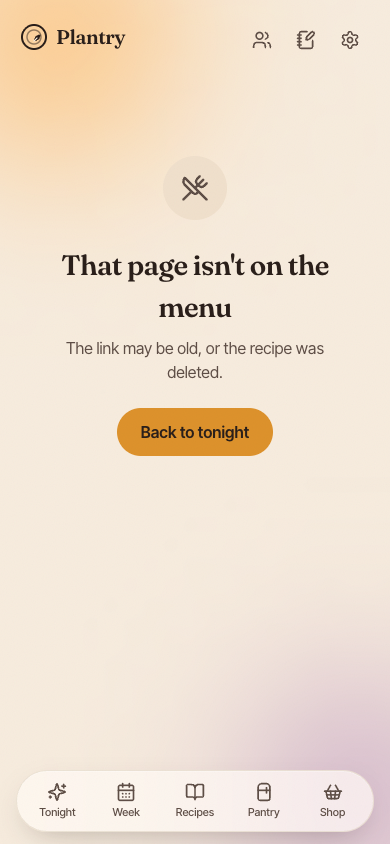 Plantry
That page isn't on the
menu
The link may be old, or the recipe was
deleted.
Back to tonight
Tonight
Week
Recipes
Pantry
Shop